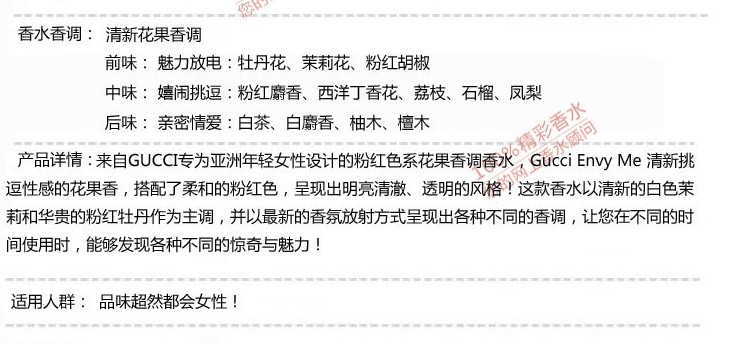 您的
香水香调： 清新花果香调
前味： 魅力放电：牡丹花、茉莉花、粉红胡椒
中味： 嬉闹挑逗：粉红麝香、西洋丁香花、荔枝、石榴、凤梨
后味： 亲密情爱：白茶、白麝香、柚木、檀木
100%精彩香水
您的网上香水顾问
产品详情：来自GUCCI专为亚洲年轻女性设计的粉红色系花果香调香水，Gucci Envy Me 清新挑
逗性感的花果香，搭配了柔和的粉红色，呈现出明亮清澈、透明的风格！这款香水以清新的白色茉
莉和华贵的粉红牡丹作为主调，并以最新的香氛放射方式呈现出各种不同的香调，让您在不同的时
间使用时，能够发现各种不同的惊奇与魅力！
适用人群： 品味超然都会女性！